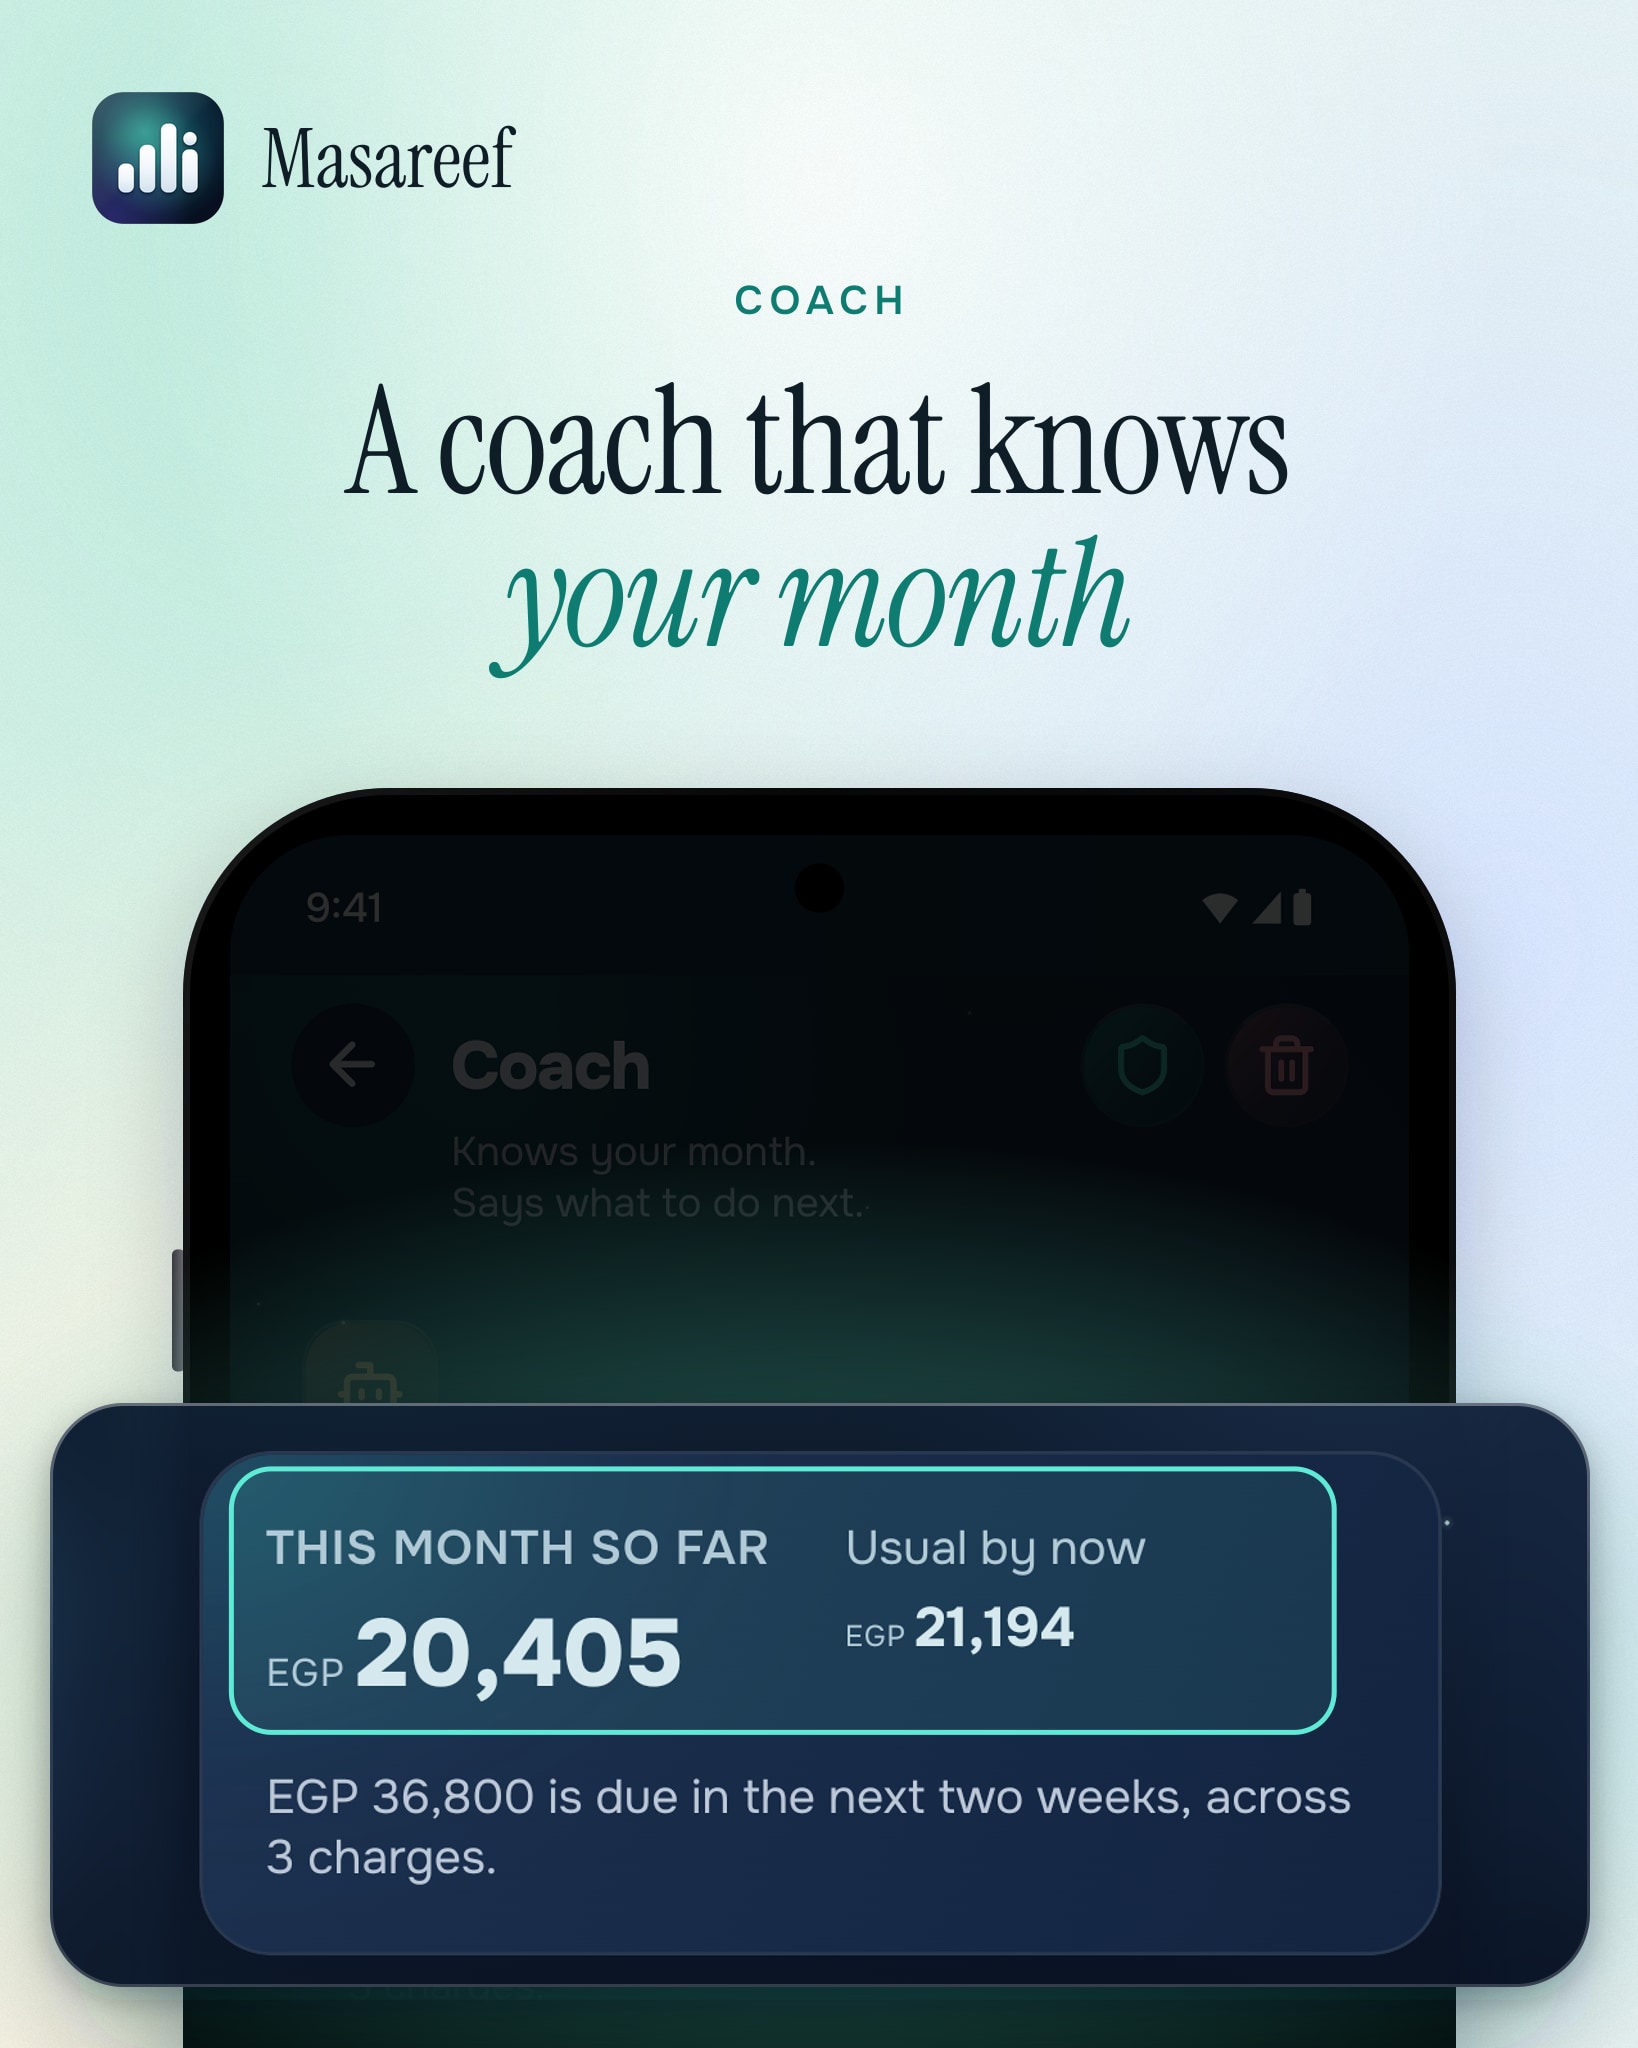 Masareef
COACH
A coach that knows
your month
9:41
Coach
Knows your month.
Says what to do next.
THIS MONTH SO FAR
EGP 20,405
Usual by now
EGP 21,194
EGP 36,800 is due in the next two weeks, across
3 charges.
3 charges.